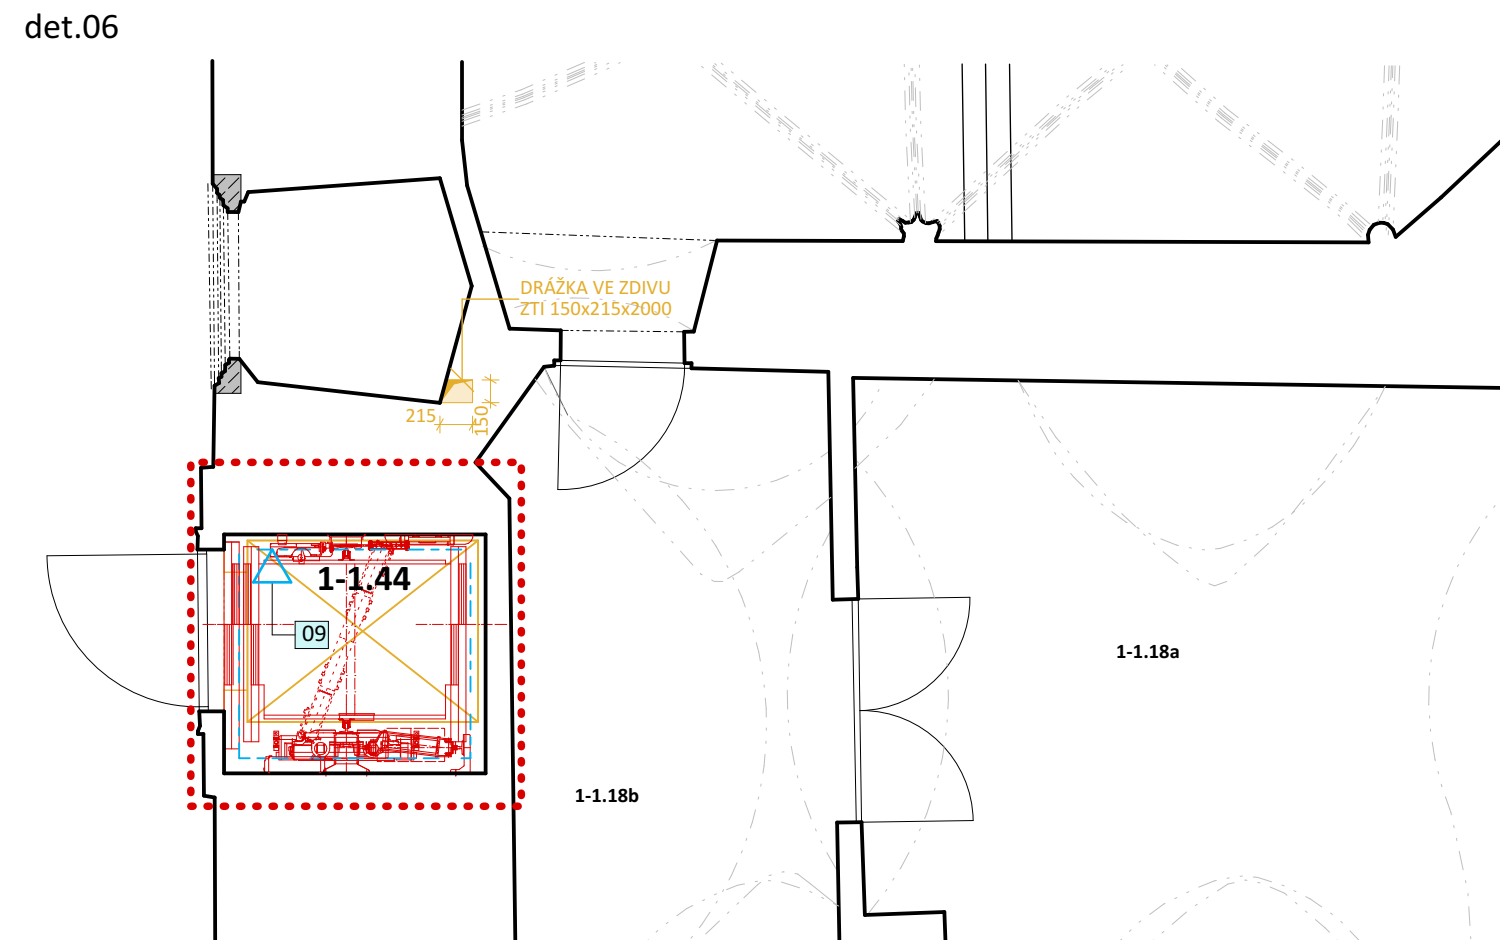 det.06
DRÁŽKA VE ZDIVU
ZTI 150x215x2000
215
150
1-1.44
09
1-1.18a
1-1.18b